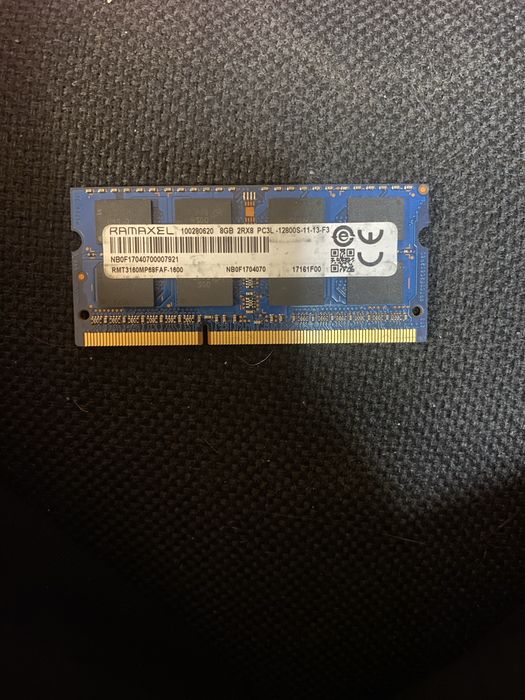 RAMAXEL 100280620 8GB 2RX8 PC3L -12800S-11-13-F3
NB0F17040700007921
RMT3160MP68FAF-1600 NB0F1704070 17161F00